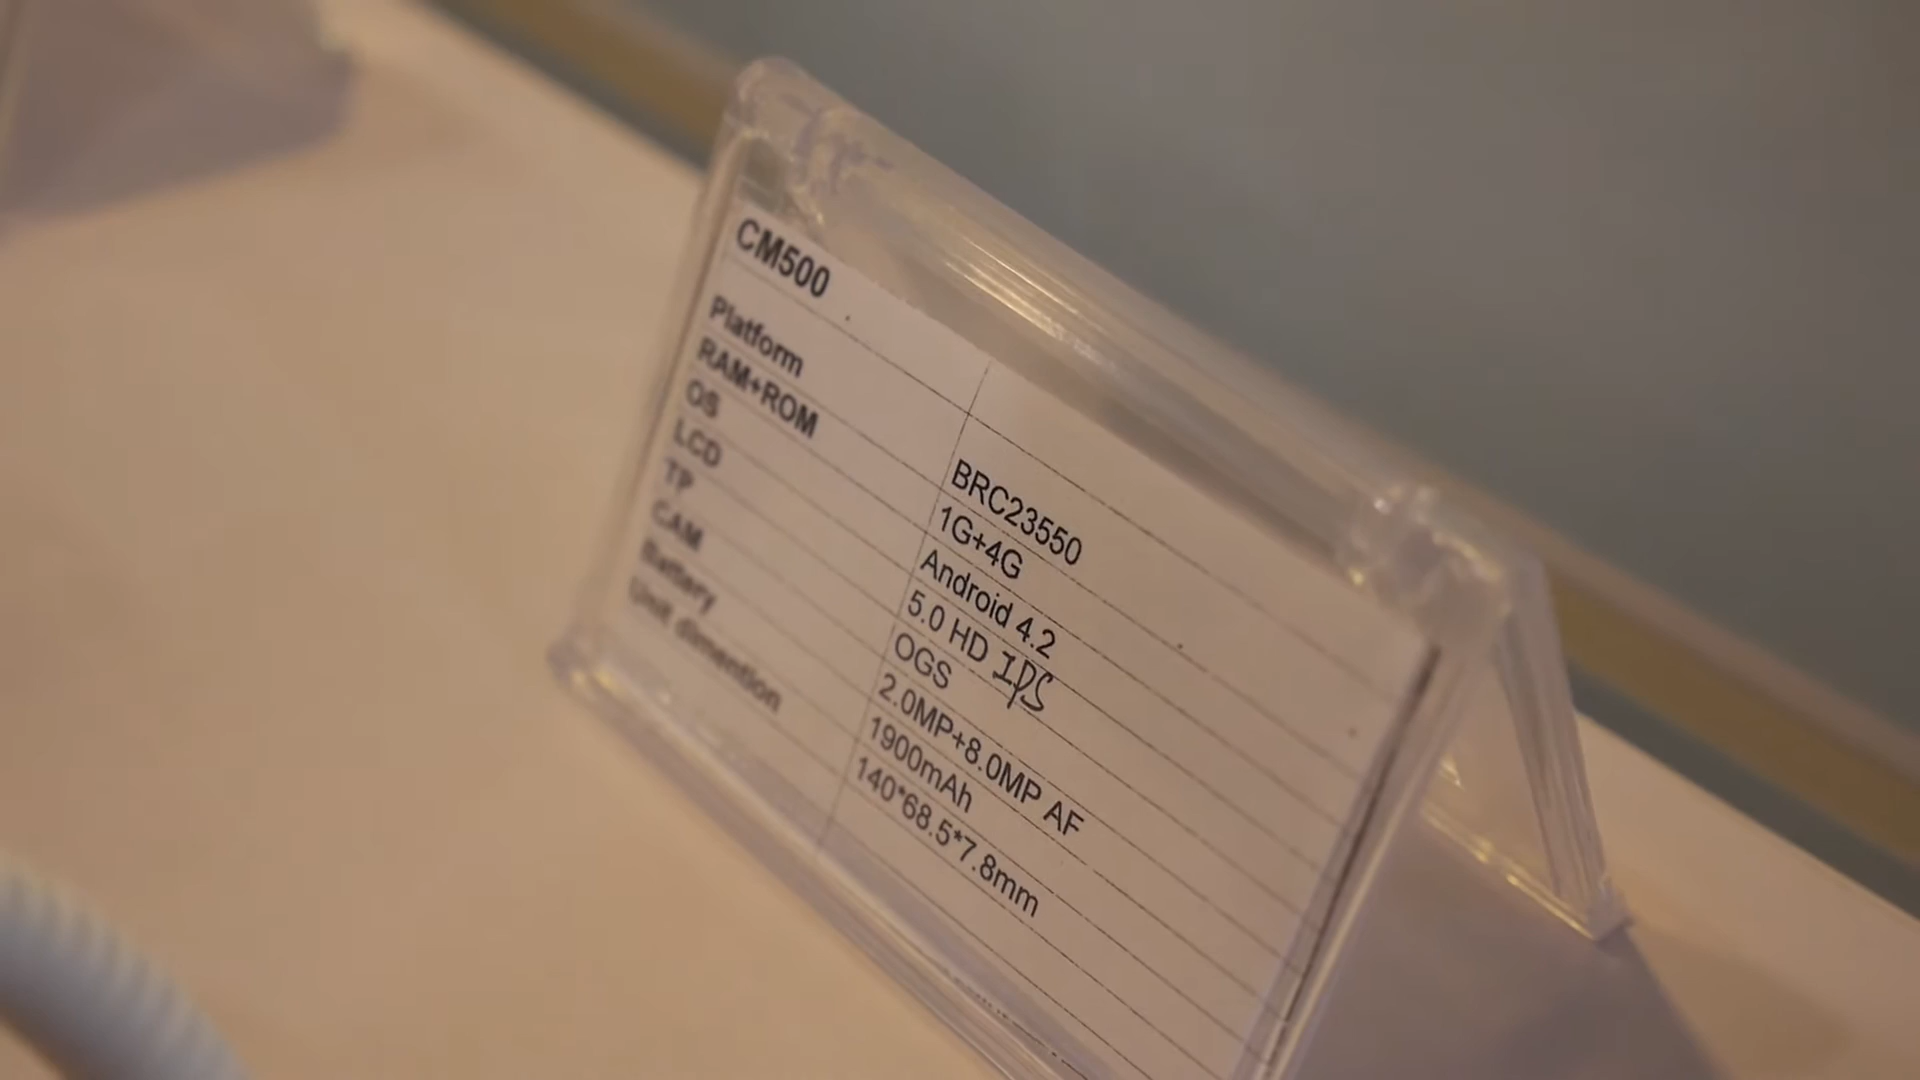 CM500
Platform BRC23550
RAM+ROM 1G+4G
OS Android 4.2
LCD 5.0 HD IPS
TP OGS
CAM 2.0MP+8.0MP AF
Battery 1900mAh
Unit dimention 140*68.5*7.8mm